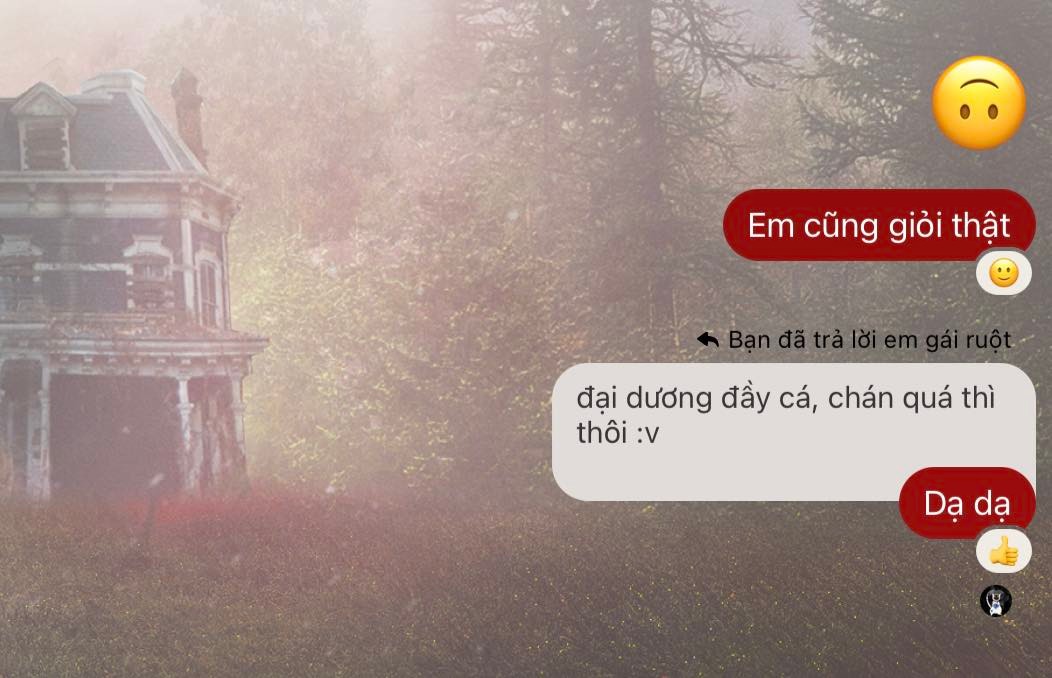 Em cũng giỏi thật
Bạn đã trả lời em gái ruột
đại dương đầy cá, chán quá thì
thôi :v
Dạ dạ